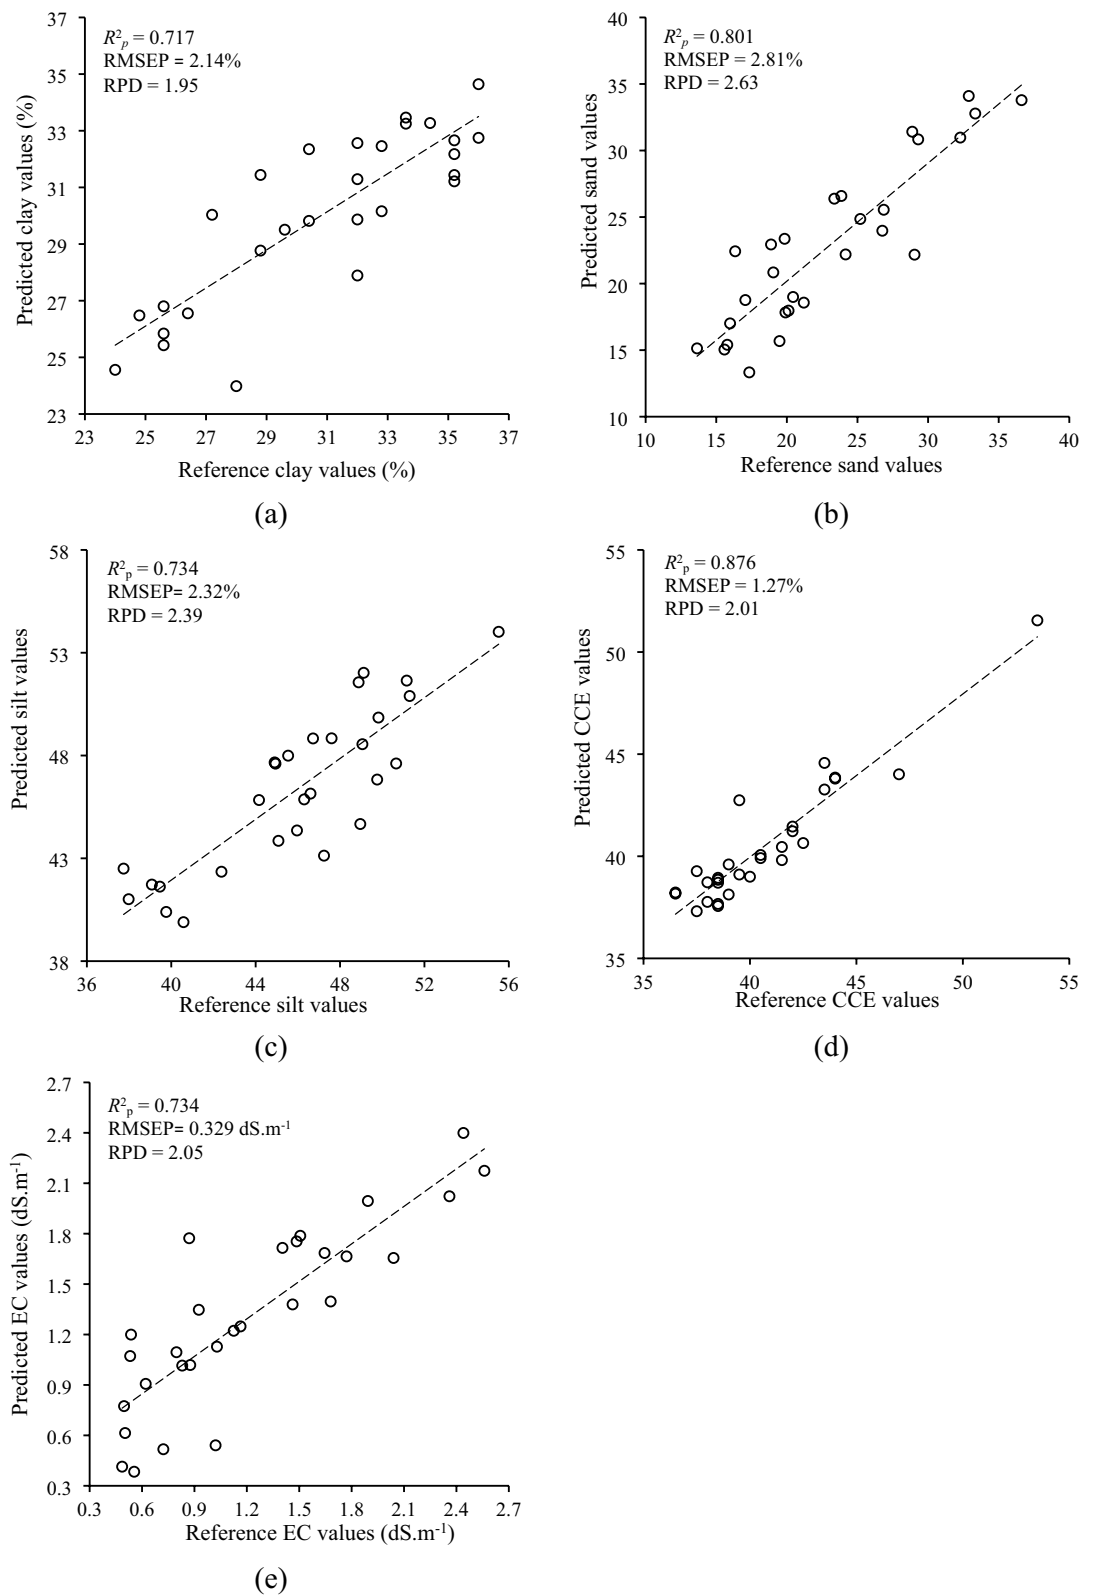 R²p = 0.717
RMSEP = 2.14%
RPD = 1.95
Predicted clay values (%)
37
35
33
31
29
27
25
23
23 25 27 29 31 33 35 37
Reference clay values (%)
(a)
R²p = 0.801
RMSEP = 2.81%
RPD = 2.63
Predicted sand values
40
35
30
25
20
15
10
10 15 20 25 30 35 40
Reference sand values
(b)
R²p = 0.734
RMSEP= 2.32%
RPD = 2.39
Predicted silt values
58
53
48
43
38
36 40 44 48 52 56
Reference silt values
(c)
R²p = 0.876
RMSEP = 1.27%
RPD = 2.01
Predicted CCE values
55
50
45
40
35
35 40 45 50 55
Reference CCE values
(d)
R²p = 0.734
RMSEP= 0.329 dS.m⁻¹
RPD = 2.05
Predicted EC values (dS.m⁻¹)
2.7
2.4
2.1
1.8
1.5
1.2
0.9
0.6
0.3
0.3 0.6 0.9 1.2 1.5 1.8 2.1 2.4 2.7
Reference EC values (dS.m⁻¹)
(e)